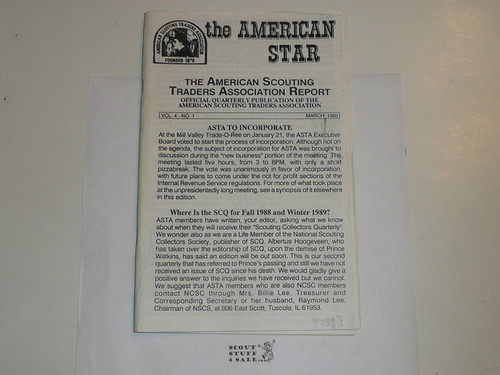 AMERICAN SCOUTING TRADERS ASSOCIATION
FOUNDED 1978
the AMERICAN
STAR
THE AMERICAN SCOUTING
TRADERS ASSOCIATION REPORT
OFFICIAL QUARTERLY PUBLICATION OF THE
AMERICAN SCOUTING TRADERS ASSOCIATION
VOL. 4 - NO. 1 MARCH, 1989
ASTA TO INCORPORATE
At the Mill Valley Trade-O-Ree on January 21, the ASTA Executive
Board voted to start the process of incorporation. Although not on
the agenda, the subject of incorporation for ASTA was brought to
discussion during the "new business" portion of the meeting. The
meeting lasted five hours, from 3 to 8PM, with only a short
pizzabreak. The vote was unanimously in favor of incorporation,
with future plans to come under the not for profit sections of the
Internal Revenue Service regulations. For more of what took place
at the unpresidentedly long meeting, see a synopsis of it elsewhere
in this edition.
Where Is the SCQ for Fall 1988 and Winter 1989?
ASTA members have written, your editor, asking what we know
about when they will receive their "Scouting Collectors Quarterly".
We wonder also as we are a Life Member of the National Scouting
Collectors Society, publisher of SCQ. Albertus Hoogeveen, who
has taken over the editorship of SCQ, upon the demise of Prince
Watkins, has said an edition will be out soon. This is our second
quarterly that has referred to Prince's passing and still we have not
received an issue of SCQ since his death. We would gladly give a
positive answer to the inquiries we have received but we cannot.
We suggest that ASTA members who are also NCSC members
contact NCSC through Mrs. Billie Lee, Treasurer and
Corresponding Secretary or her husband, Raymond Lee,
Chairman of NSCS, at 806 East Scott, Tuscola, IL 61953.
SCOUT
STUFF
4 SALE